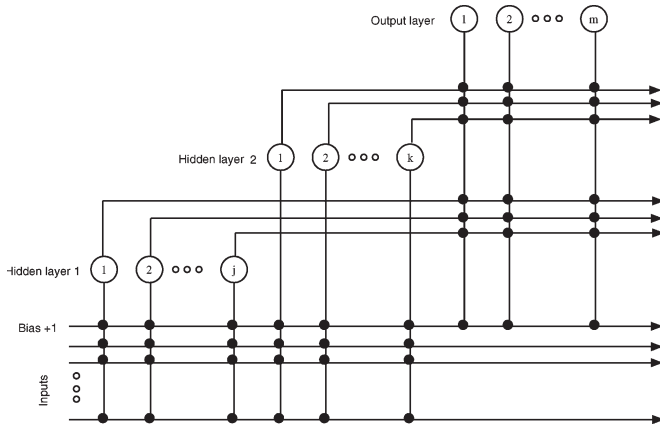 Output layer 1 2 m
Hidden layer 2 1 2 k
Hidden layer 1 1 2 j
Bias +1
Inputs